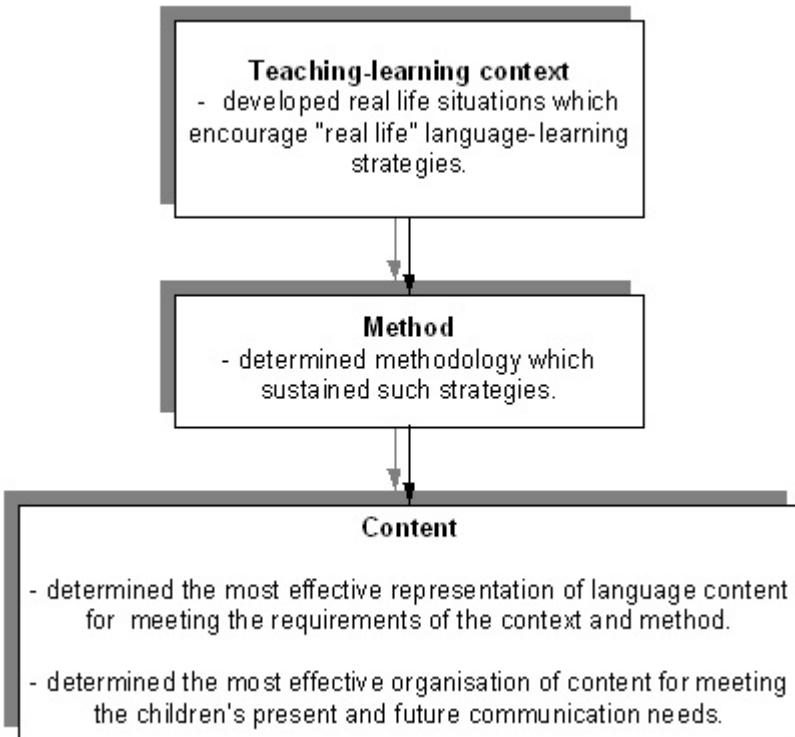 Teaching-learning context
- developed real life situations which
encourage "real life" language-learning
strategies.
Method
- determined methodology which
sustained such strategies.
Content
- determined the most effective representation of language content
for meeting the requirements of the context and method.
- determined the most effective organisation of content for meeting
the children's present and future communication needs.